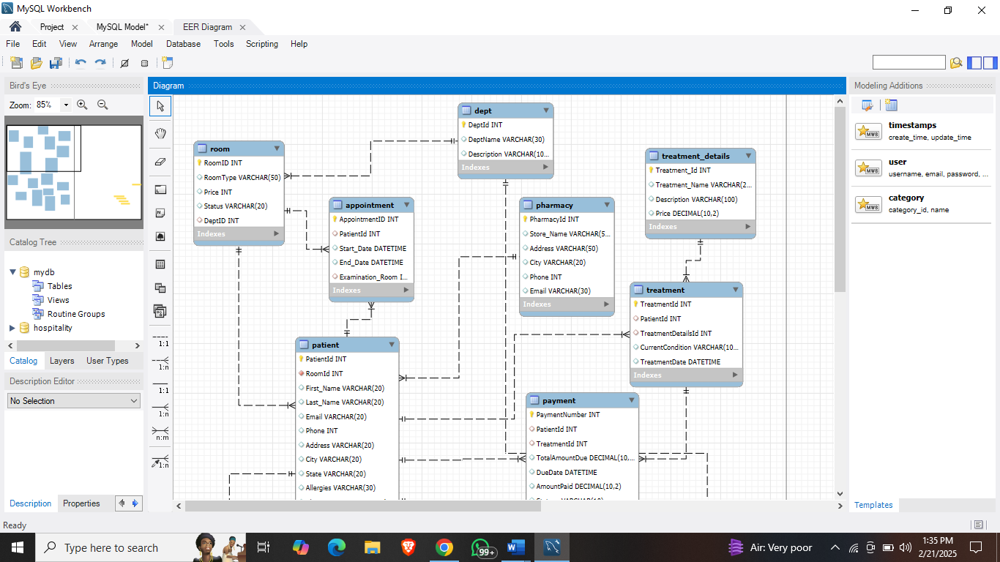 MySQL Workbench
Project
MySQL Model*
EER Diagram
File Edit View Arrange Model Database Tools Scripting Help
Bird's Eye
Zoom: 85%
Catalog Tree
mydb
Tables
Views
Routine Groups
hospitality
Catalog Layers User Types
Description Editor
No Selection
Description Properties
Ready
Diagram
1:1
1:n
1:1
1:n
n:m
1:n
room
RoomID INT
RoomType VARCHAR(50)
Price INT
Status VARCHAR(20)
DeptID INT
Indexes
dept
DeptId INT
DeptName VARCHAR(30)
Description VARCHAR(10...
Indexes
treatment_details
Treatment_Id INT
Treatment_Name VARCHAR(2...
Description VARCHAR(100)
Price DECIMAL(10,2)
Indexes
appointment
AppointmentID INT
PatientId INT
Start_Date DATETIME
End_Date DATETIME
Examination_Room I...
Indexes
pharmacy
PharmacyId INT
Store_Name VARCHAR(5...
Address VARCHAR(50)
City VARCHAR(20)
Phone INT
Email VARCHAR(30)
Indexes
treatment
TreatmentId INT
PatientId INT
TreatmentDetailsId INT
CurrentCondition VARCHAR(10...
TreatmentDate DATETIME
Indexes
patient
PatientId INT
RoomId INT
First_Name VARCHAR(20)
Last_Name VARCHAR(20)
Email VARCHAR(20)
Phone INT
Address VARCHAR(20)
City VARCHAR(20)
State VARCHAR(20)
Allergies VARCHAR(30)
payment
PaymentNumber INT
PatientId INT
TreatmentId INT
TotalAmountDue DECIMAL(10,...
DueDate DATETIME
AmountPaid DECIMAL(10,2)
Modeling Additions
timestamps
create_time, update_time
user
username, email, password, ...
category
category_id, name
MWB
MWB
MWB
Templates
Type here to search
99+
W
Air: Very poor
1:35 PM
2/21/2025